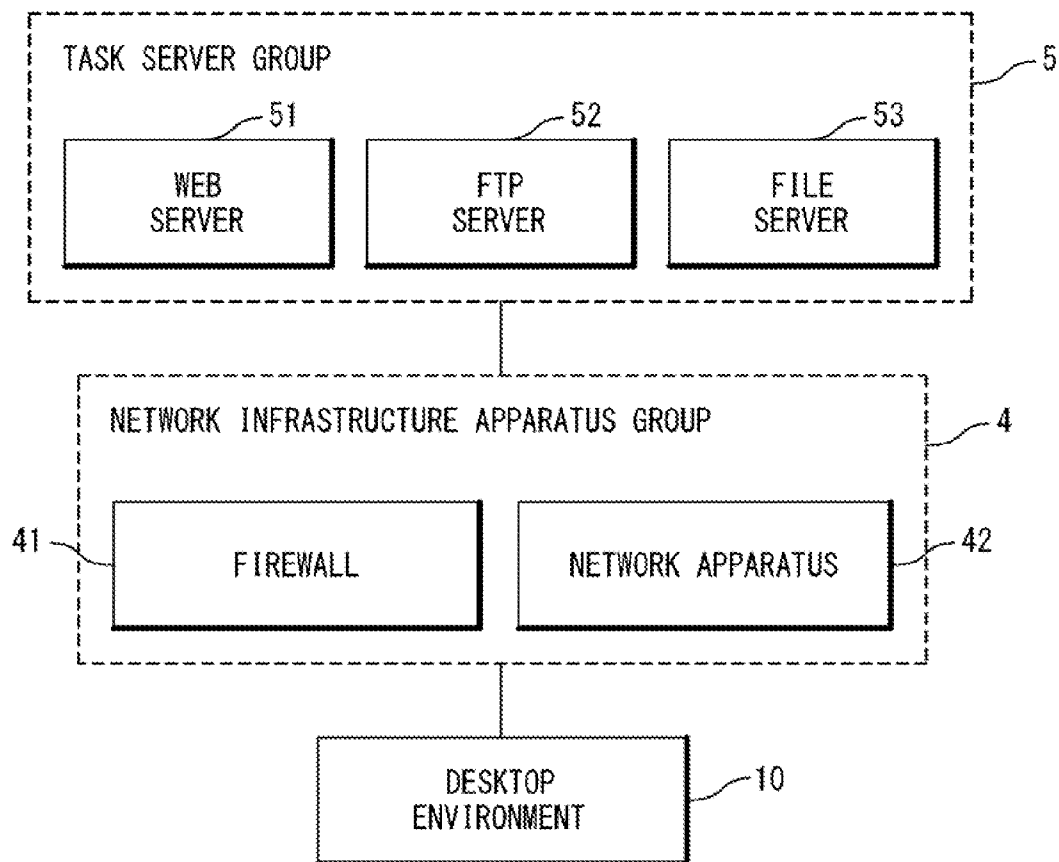 TASK SERVER GROUP
5
51
52
53
WEB
SERVER
FTP
SERVER
FILE
SERVER
NETWORK INFRASTRUCTURE APPARATUS GROUP
4
41
FIREWALL
NETWORK APPARATUS
42
DESKTOP
ENVIRONMENT
10